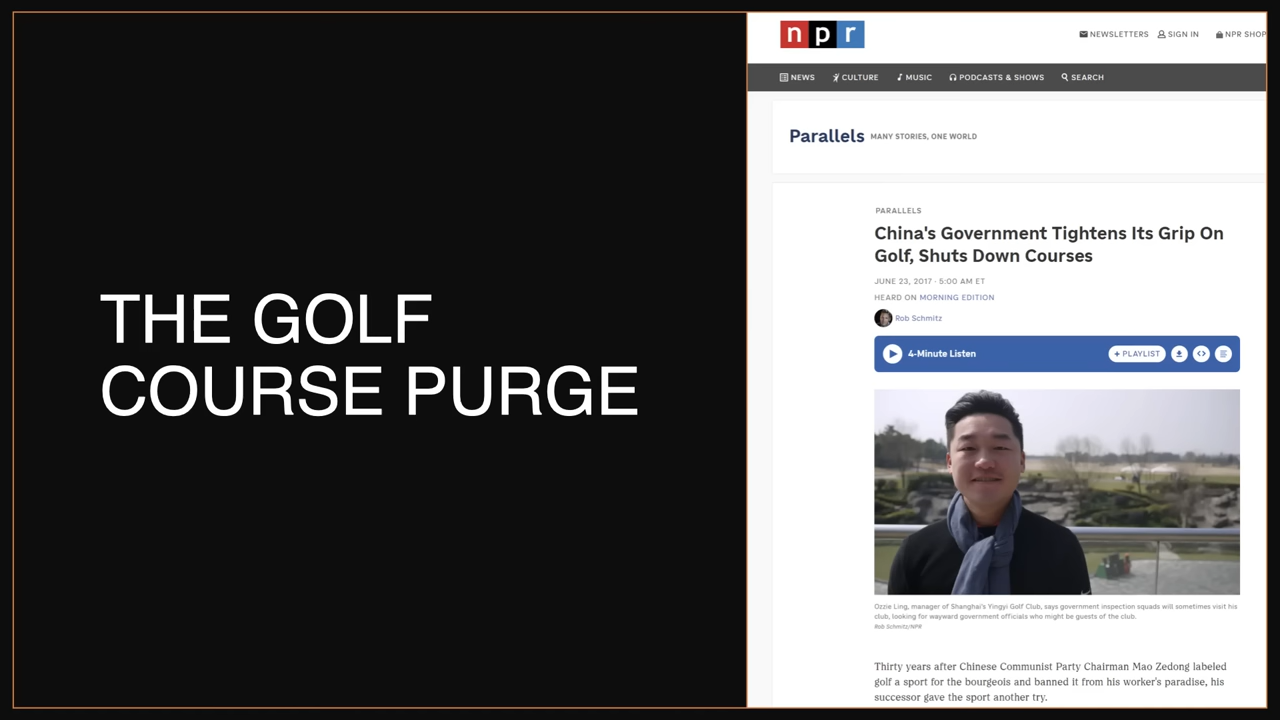 THE GOLF
COURSE PURGE
npr
NEWSLETTERS SIGN IN NPR SHOP
NEWS CULTURE MUSIC PODCASTS & SHOWS SEARCH
Parallels MANY STORIES, ONE WORLD
PARALLELS
China's Government Tightens Its Grip On
Golf, Shuts Down Courses
JUNE 23, 2017 · 5:00 AM ET
HEARD ON MORNING EDITION
Rob Schmitz
4-Minute Listen + PLAYLIST
Ozzie Ling, manager of Shanghai's Yingyi Golf Club, says government inspection squads will sometimes visit his
club, looking for wayward government officials who might be guests of the club.
Rob Schmitz/NPR
Thirty years after Chinese Communist Party Chairman Mao Zedong labeled
golf a sport for the bourgeois and banned it from his worker's paradise, his
successor gave the sport another try.